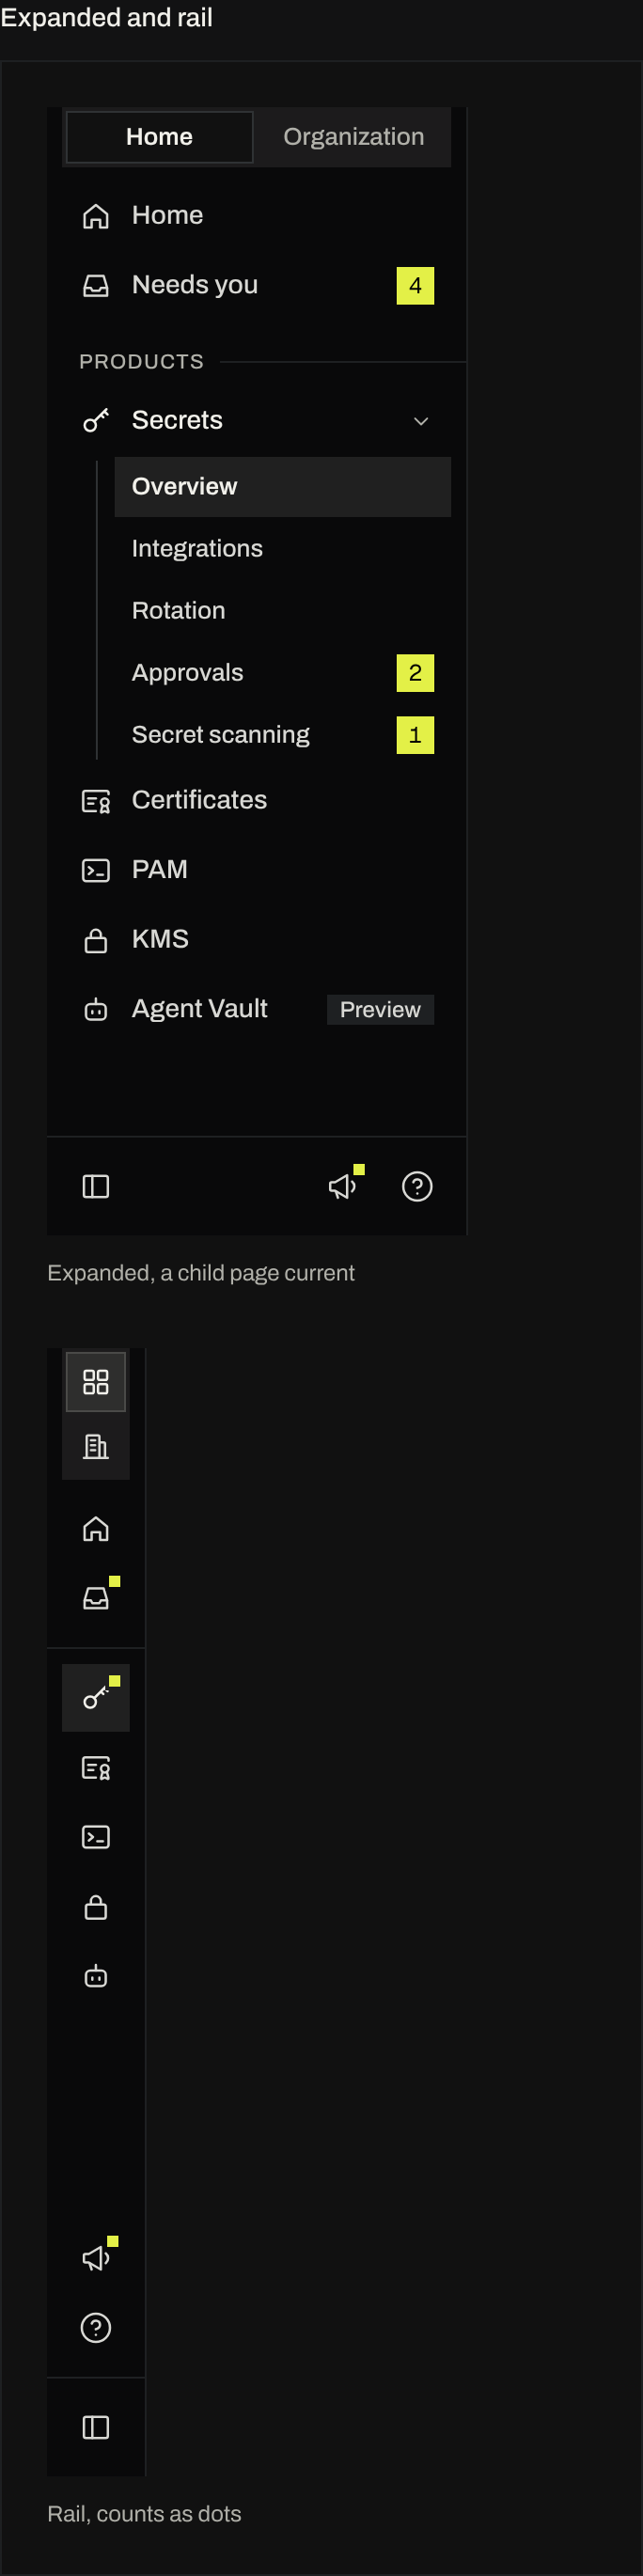 Expanded and rail
Home Organization
Home
Needs you 4
PRODUCTS
Secrets
Overview
Integrations
Rotation
Approvals 2
Secret scanning 1
Certificates
PAM
KMS
Agent Vault Preview
Expanded, a child page current
Rail, counts as dots